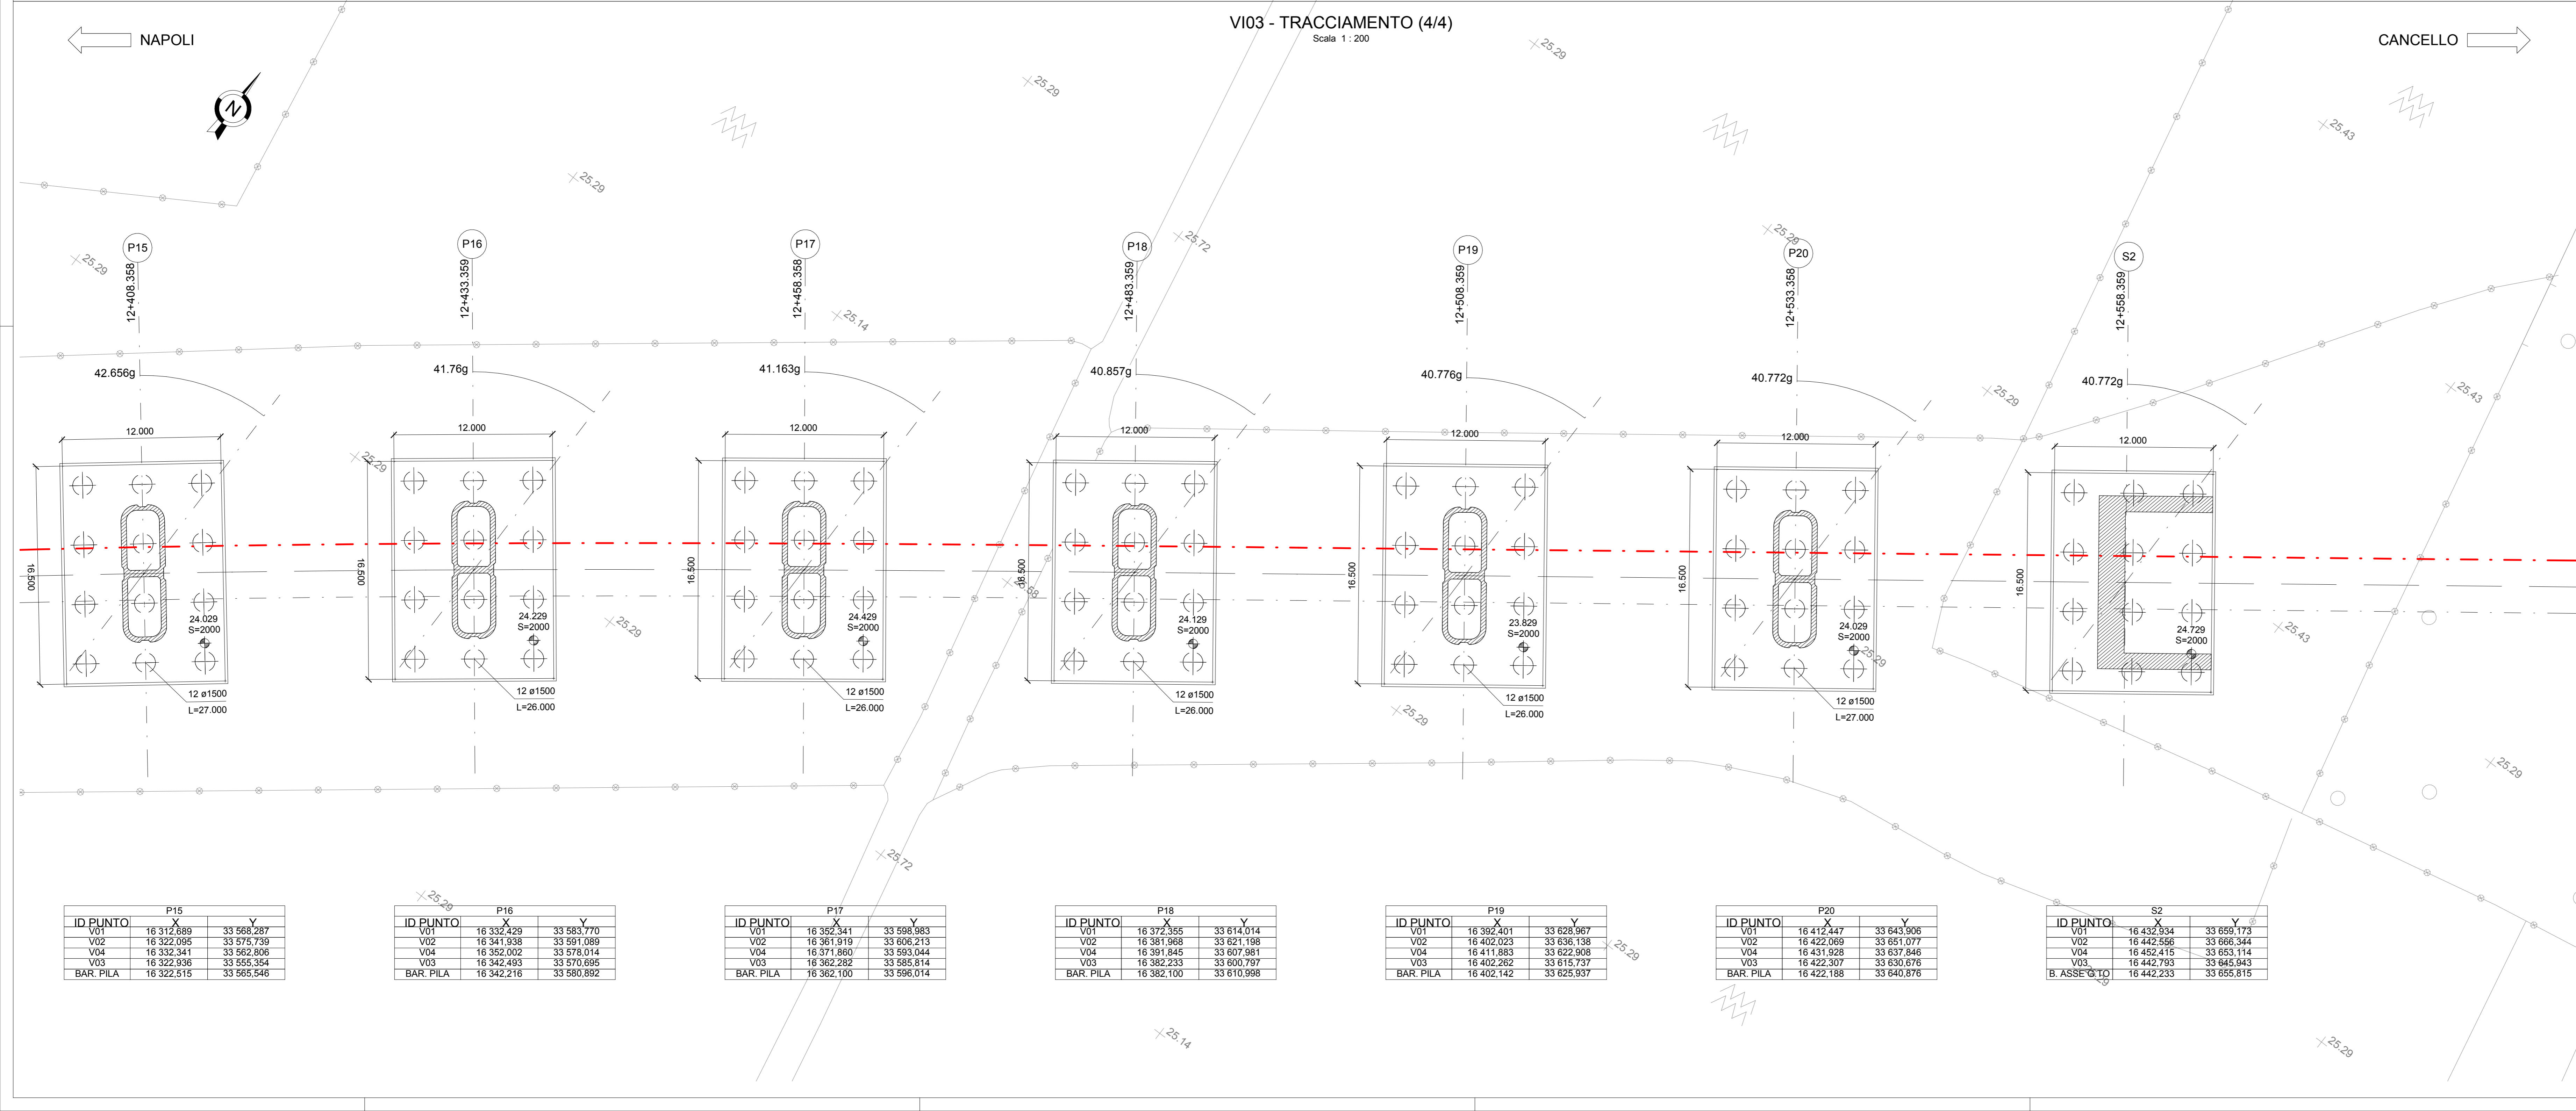 VI03 - TRACCIAMENTO (4/4)
Scala 1 : 200
NAPOLI
CANCELLO
N
25.29
25.29
25.43
25.29
P15
P16
P17
P18
P19
P20
S2
25.29
25.72
25.29
12+408.358
12+433.359
12+458.358
12+483.359
12+508.359
12+533.358
12+558.359
25.14
42.656g
41.76g
41.163g
40.857g
40.776g
40.772g
40.772g
25.29
25.43
12.000
12.000
12.000
12.000
12.000
12.000
12.000
25.29
16.500
16.500
16.500
16.500
16.500
16.500
16.500
24.029
S=2000
24.229
S=2000
24.429
S=2000
24.129
S=2000
23.829
S=2000
24.029
S=2000
24.729
S=2000
25.29
25.29
25.43
12 ø1500
L=27.000
12 ø1500
L=26.000
12 ø1500
L=26.000
12 ø1500
L=26.000
12 ø1500
L=26.000
12 ø1500
L=27.000
25.29
25.29
25.72
25.29
P15
ID PUNTO X Y
V01 16 312,689 33 568,287
V02 16 322,095 33 575,739
V04 16 332,341 33 562,806
V03 16 322,936 33 555,354
BAR. PILA 16 322,515 33 565,546
P16
ID PUNTO X Y
V01 16 332,429 33 583,770
V02 16 341,938 33 591,089
V04 16 352,002 33 578,014
V03 16 342,493 33 570,695
BAR. PILA 16 342,216 33 580,892
P17
ID PUNTO X Y
V01 16 352,341 33 598,983
V02 16 361,919 33 606,213
V04 16 371,860 33 593,044
V03 16 362,282 33 585,814
BAR. PILA 16 362,100 33 596,014
P18
ID PUNTO X Y
V01 16 372,355 33 614,014
V02 16 381,968 33 621,198
V04 16 391,845 33 607,981
V03 16 382,233 33 600,797
BAR. PILA 16 382,100 33 610,998
P19
ID PUNTO X Y
V01 16 392,401 33 628,967
V02 16 402,023 33 636,138
V04 16 411,883 33 622,908
V03 16 402,262 33 615,737
BAR. PILA 16 402,142 33 625,937
P20
ID PUNTO X Y
V01 16 412,447 33 643,906
V02 16 422,069 33 651,077
V04 16 431,928 33 637,846
V03 16 422,307 33 630,676
BAR. PILA 16 422,188 33 640,876
S2
ID PUNTO X Y
V01 16 432,934 33 659,173
V02 16 442,556 33 666,344
V04 16 452,415 33 653,114
V03 16 442,793 33 645,943
B. ASSE G.TO 16 442,233 33 655,815
25.29
25.14
25.29